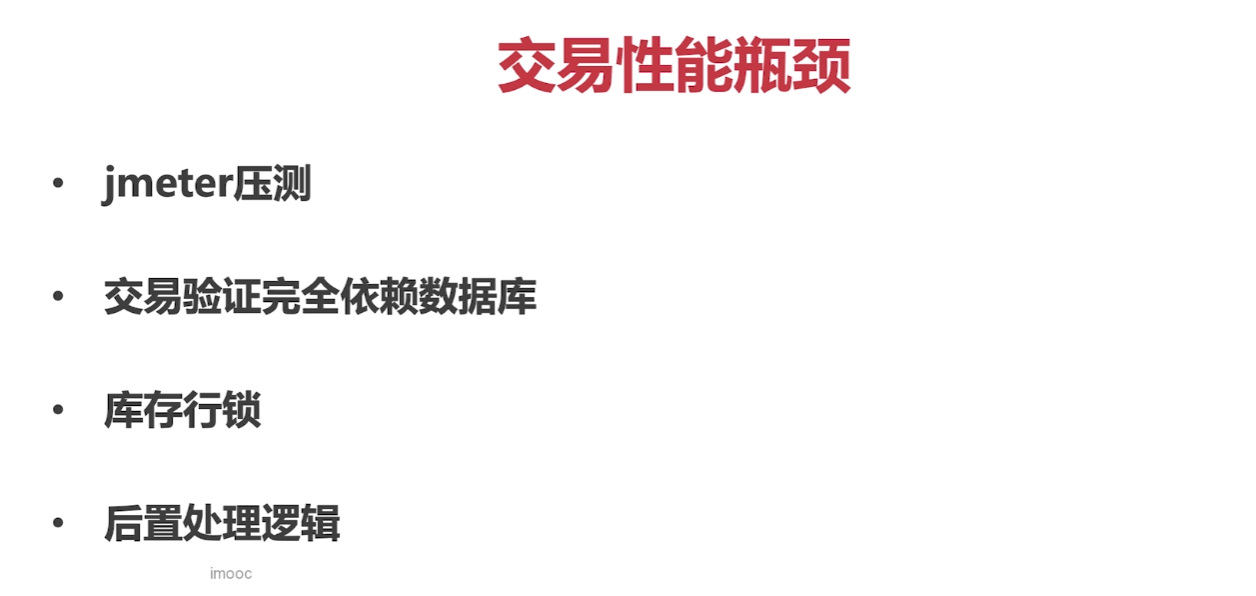 交易性能瓶颈
• jmeter压测
• 交易验证完全依赖数据库
• 库存行锁
• 后置处理逻辑
imooc